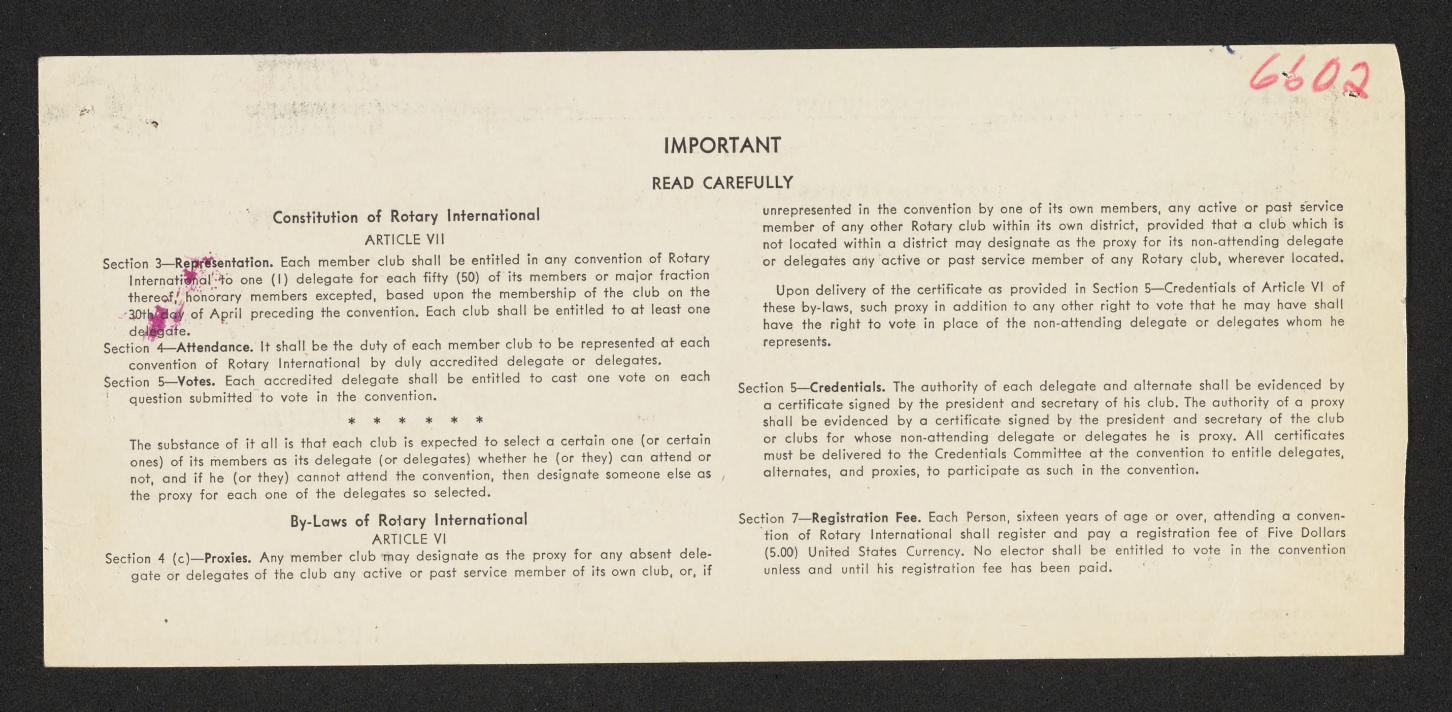 6602
IMPORTANT
READ CAREFULLY
Constitution of Rotary International
ARTICLE VII
Section 3—Representation. Each member club shall be entitled in any convention of Rotary
International to one (1) delegate for each fifty (50) of its members or major fraction
thereof, honorary members excepted, based upon the membership of the club on the
30th day of April preceding the convention. Each club shall be entitled to at least one
delegate.
Section 4—Attendance. It shall be the duty of each member club to be represented at each
convention of Rotary International by duly accredited delegate or delegates.
Section 5—Votes. Each accredited delegate shall be entitled to cast one vote on each
question submitted to vote in the convention.
* * * * * *
The substance of it all is that each club is expected to select a certain one (or certain
ones) of its members as its delegate (or delegates) whether he (or they) can attend or
not, and if he (or they) cannot attend the convention, then designate someone else as
the proxy for each one of the delegates so selected.
By-Laws of Rotary International
ARTICLE VI
Section 4 (c)—Proxies. Any member club may designate as the proxy for any absent dele-
gate or delegates of the club any active or past service member of its own club, or, if
unrepresented in the convention by one of its own members, any active or past service
member of any other Rotary club within its own district, provided that a club which is
not located within a district may designate as the proxy for its non-attending delegate
or delegates any active or past service member of any Rotary club, wherever located.
Upon delivery of the certificate as provided in Section 5—Credentials of Article VI of
these by-laws, such proxy in addition to any other right to vote that he may have shall
have the right to vote in place of the non-attending delegate or delegates whom he
represents.
Section 5—Credentials. The authority of each delegate and alternate shall be evidenced by
a certificate signed by the president and secretary of his club. The authority of a proxy
shall be evidenced by a certificate signed by the president and secretary of the club
or clubs for whose non-attending delegate or delegates he is proxy. All certificates
must be delivered to the Credentials Committee at the convention to entitle delegates,
alternates, and proxies, to participate as such in the convention.
Section 7—Registration Fee. Each Person, sixteen years of age or over, attending a conven-
tion of Rotary International shall register and pay a registration fee of Five Dollars
(5.00) United States Currency. No elector shall be entitled to vote in the convention
unless and until his registration fee has been paid.